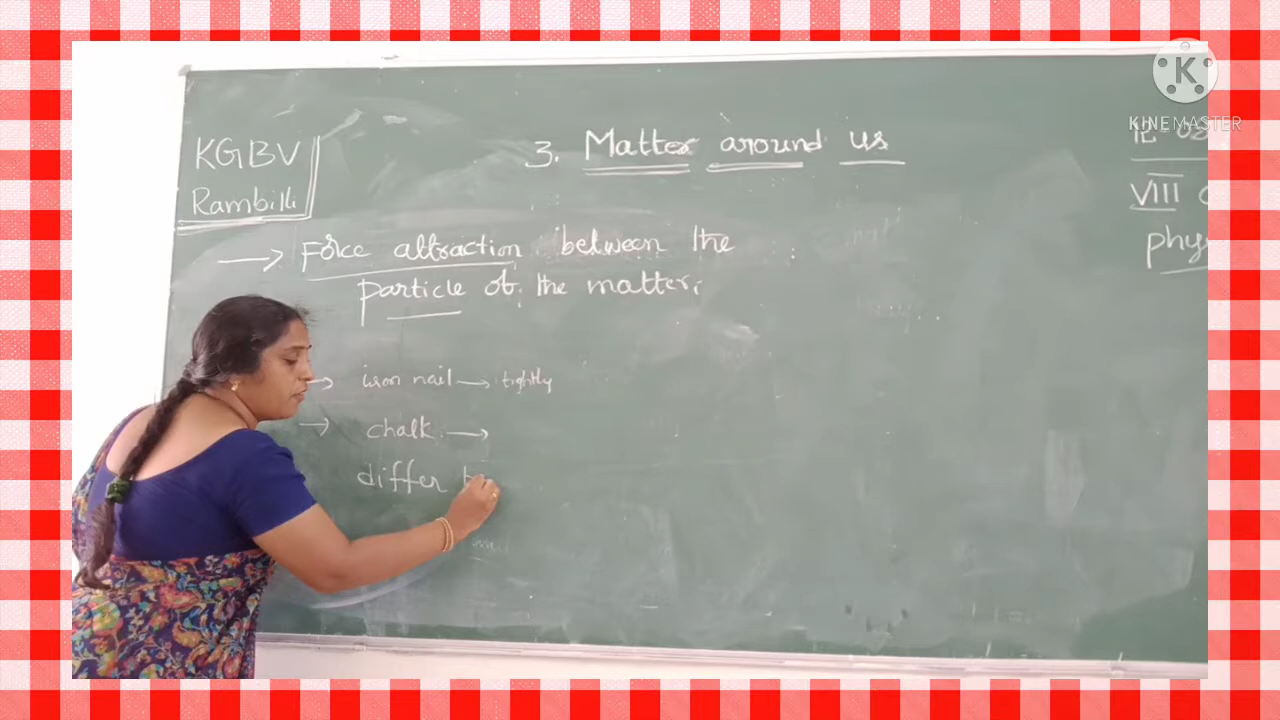 KGBV
Rambilli
3. Matter around us
VIII
phys
→ Force attraction between the
particle of the matter.
→ iron nail → tightly
→ chalk →
differ
KINEMASTER